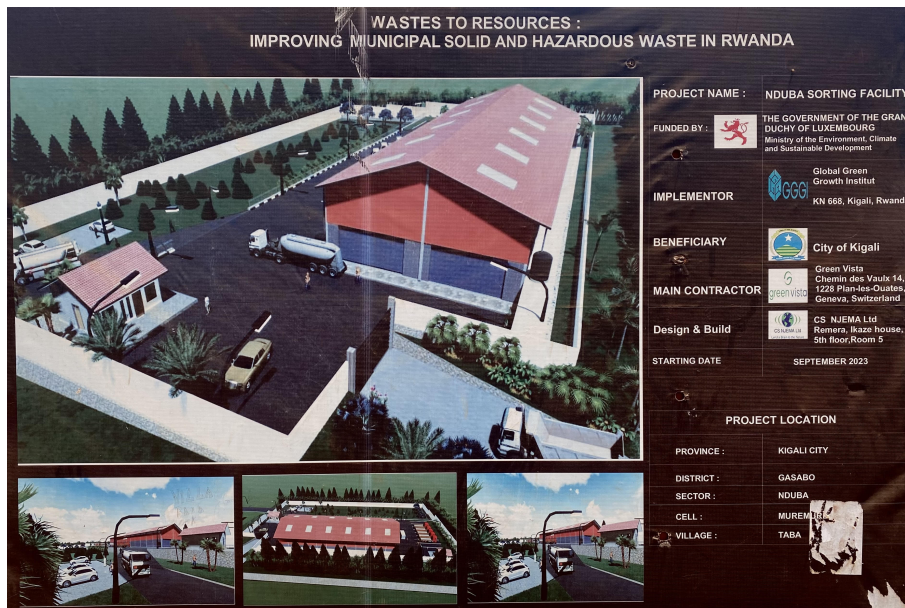 WASTES TO RESOURCES :
IMPROVING MUNICIPAL SOLID AND HAZARDOUS WASTE IN RWANDA
PROJECT NAME : NDUBA SORTING FACILITY
FUNDED BY : THE GOVERNMENT OF THE GRAN
DUCHY OF LUXEMBOURG
Ministry of the Environment, Climate
and Sustainable Development
IMPLEMENTOR
GGGI
Global Green
Growth Institut
KN 668, Kigali, Rwand
BENEFICIARY City of Kigali
MAIN CONTRACTOR
green vista
Green Vista
Chemin des Vaulx 14,
1228 Plan-les-Ouates,
Geneva, Switzerland
Design & Build
CS NJEMA Ltd
CS NJEMA Ltd
Remera, Ikaze house,
5th floor,Room 5
STARTING DATE SEPTEMBER 2023
PROJECT LOCATION
PROVINCE : KIGALI CITY
DISTRICT : GASABO
SECTOR : NDUBA
CELL : MUREMU
VILLAGE : TABA